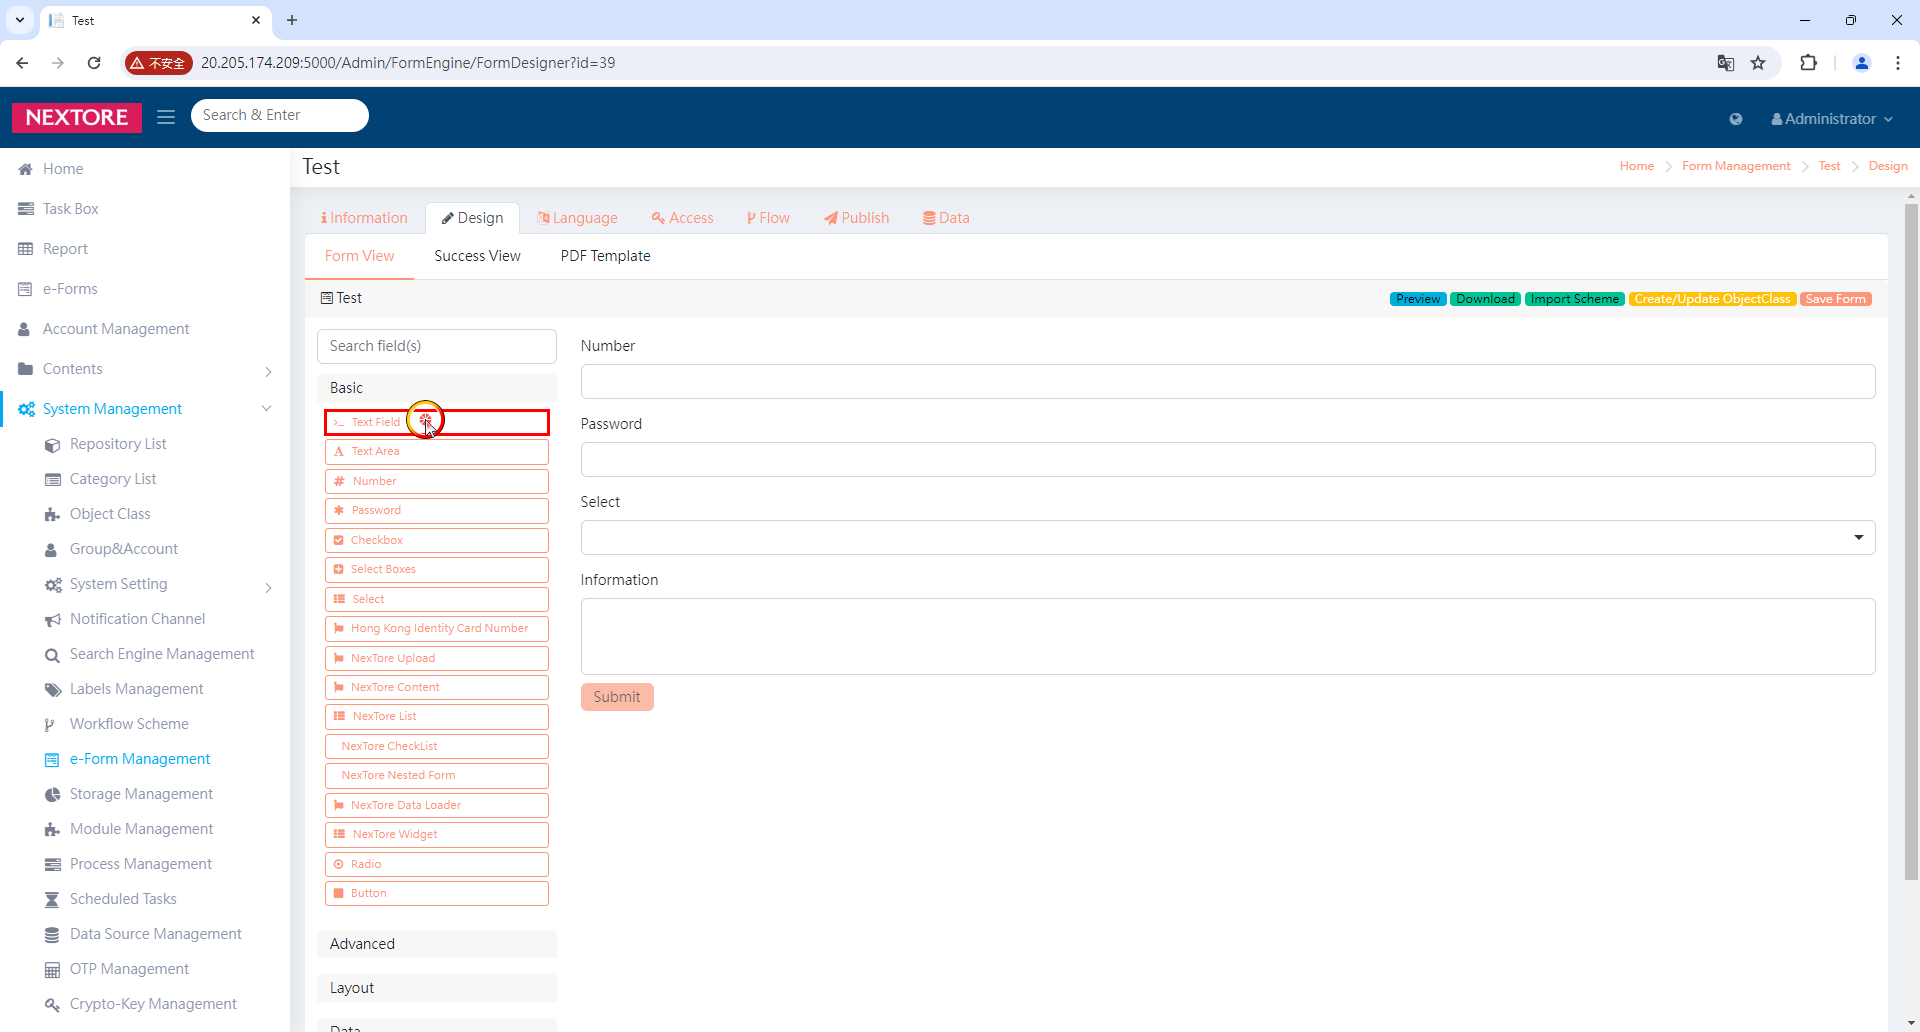 Test
不安全
20.205.174.209:5000/Admin/FormEngine/FormDesigner?id=39
NEXTORE
Search & Enter
Administrator
Home
Task Box
Report
e-Forms
Account Management
Contents
System Management
Repository List
Category List
Object Class
Group&Account
System Setting
Notification Channel
Search Engine Management
Labels Management
Workflow Scheme
e-Form Management
Storage Management
Module Management
Process Management
Scheduled Tasks
Data Source Management
OTP Management
Crypto-Key Management
Test
Home > Form Management > Test > Design
Information Design Language Access Flow Publish Data
Form View Success View PDF Template
Test
Preview Download Import Scheme Create/Update ObjectClass Save Form
Search field(s)
Basic
Text Field
Text Area
Number
Password
Checkbox
Select Boxes
Select
Hong Kong Identity Card Number
NexTore Upload
NexTore Content
NexTore List
NexTore CheckList
NexTore Nested Form
NexTore Data Loader
NexTore Widget
Radio
Button
Advanced
Layout
Data
Number
Password
Select
Information
Submit